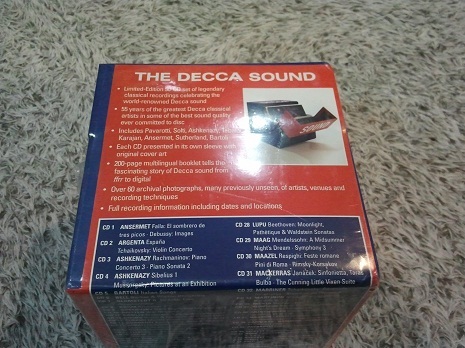 THE DECCA SOUND
• Limited-Edition 50 CD set of legendary
classical recordings celebrating the
world-renowned Decca sound
• 55 years of the greatest Decca classical
artists in some of the best sound quality
ever committed to disc
• Includes Pavarotti, Solti, Ashkenazy,
Karajan, Ansermet, Sutherland, Bartoli
• Each CD presented in its own sleeve with
original cover art
• 200-page multilingual booklet tells the
fascinating story of Decca sound from
ffrr to digital
• Over 60 archival photographs, many previously unseen, of artists, venues and
recording techniques
• Full recording information including dates and locations
CD 1 ANSERMET Falla: El sombrero de
tres picos · Debussy: Images
CD 2 ARGENTA España
Tchaikovsky: Violin Concerto
CD 3 ASHKENAZY Rachmaninov: Piano
Concerto 3 · Piano Sonata 2
CD 4 ASHKENAZY Sibelius 1
Mussorgsky: Pictures at an Exhibition
CD 28 LUPU Beethoven: Moonlight,
Pathétique & Waldstein Sonatas
CD 29 MAAG Mendelssohn: A Midsummer
Night's Dream · Symphony 3
CD 30 MAAZEL Respighi: Feste romane
Pini di Roma · Rimsky-Korsakov
CD 31 MACKERRAS Janáček: Sinfonietta, Taras
Bulba · The Cunning Little Vixen Suite